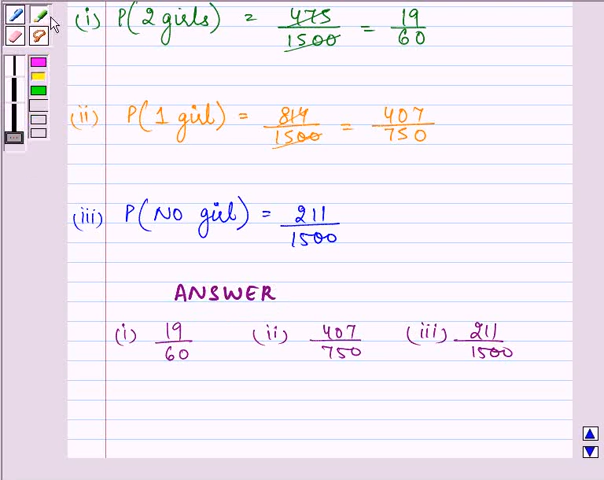 (i) P(2 girls) = 475/1500 = 19/60
(ii) P(1 girl) = 814/1500 = 407/750
(iii) P(No girl) = 211/1500
ANSWER
(i) 19/60 (ii) 407/750 (iii) 211/1500